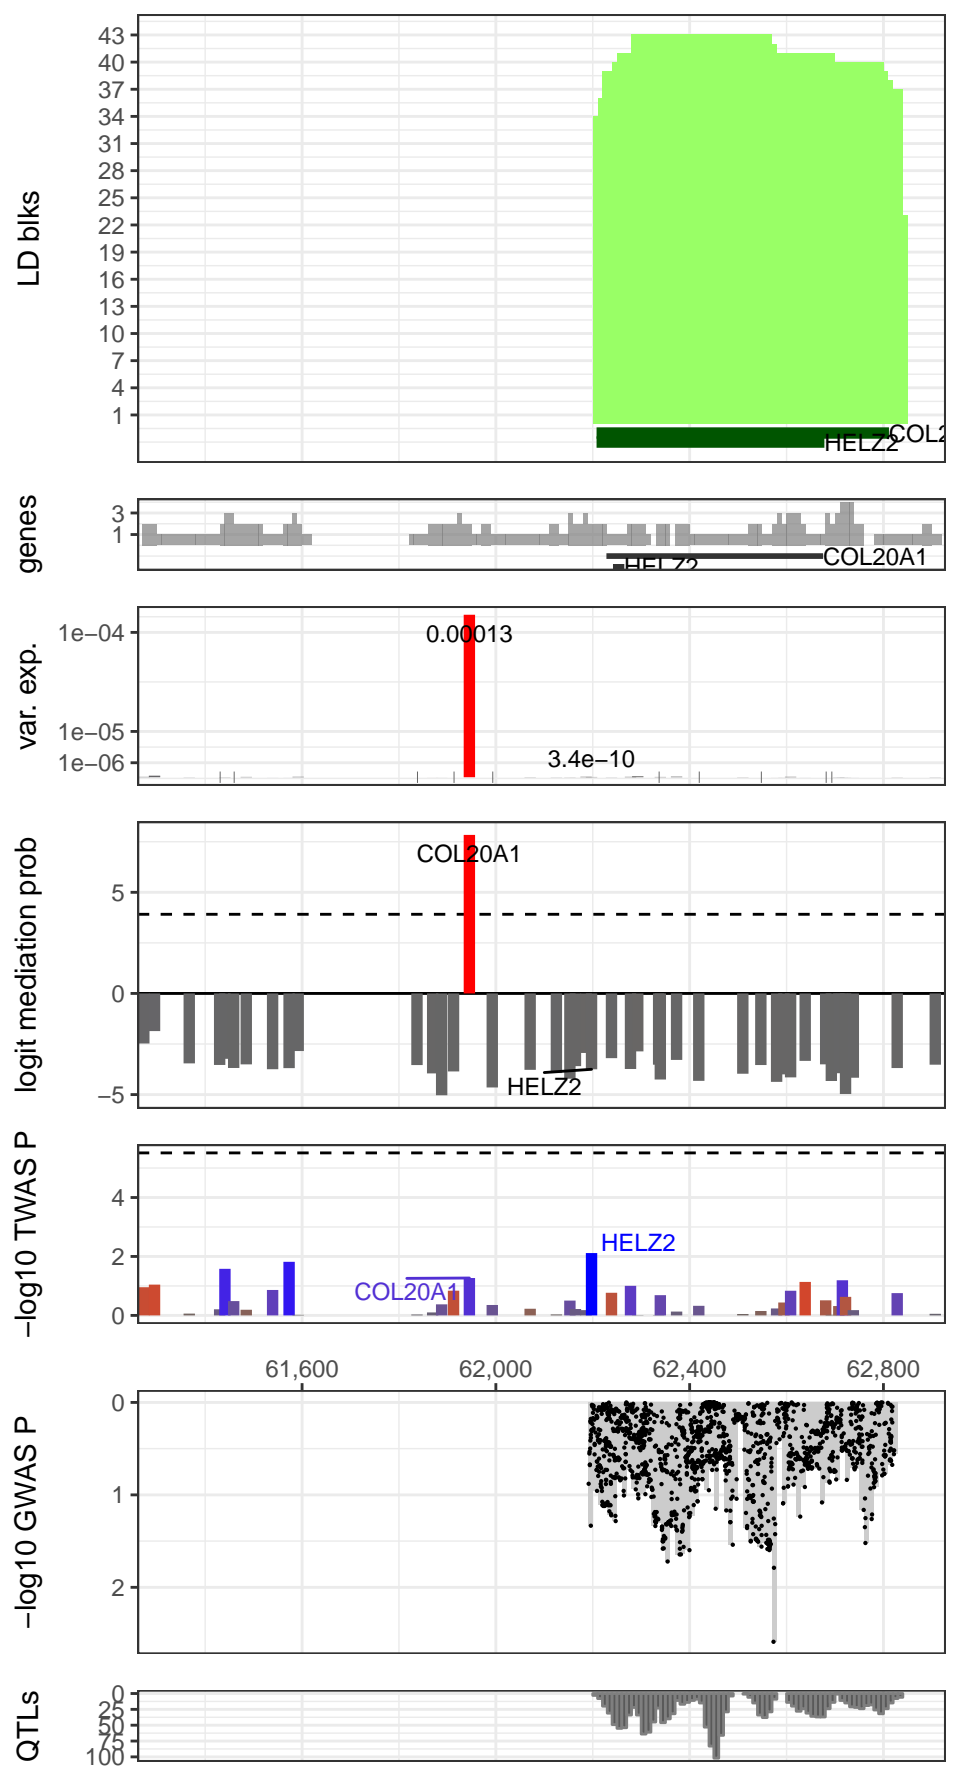 LD blks
43
40
37
34
31
28
25
22
19
16
13
10
7
4
1
HELZ2
COL2
genes
3
1
COL20A1
HELZ2
var. exp.
1e−04
1e−05
1e−06
0.00013
3.4e−10
logit mediation prob
5
0
−5
COL20A1
HELZ2
−log10 TWAS P
4
2
0
HELZ2
COL20A1
61,600
62,000
62,400
62,800
−log10 GWAS P
0
1
2
QTLs
0
25
50
75
100